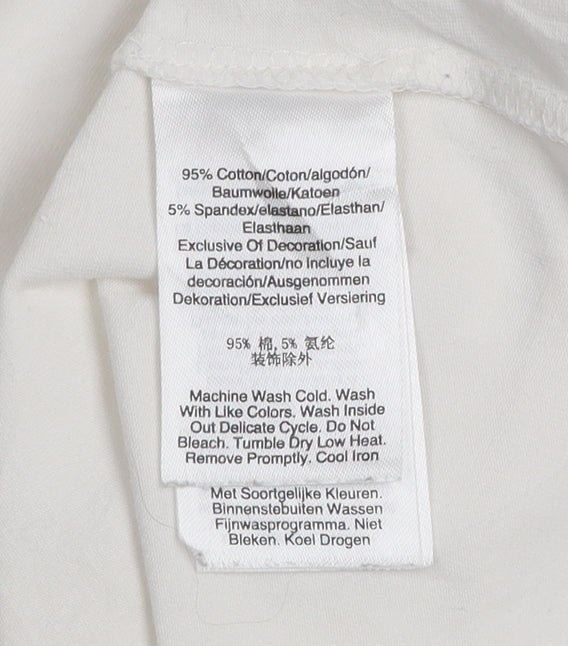 95% Cotton/Coton/algodón/
Baumwolle/Katoen
5% Spandex/elastano/Elasthan/
Elasthaan
Exclusive Of Decoration/Sauf
La Décoration/no Incluye la
decoración/Ausgenommen
Dekoration/Exclusief Versiering
95% 棉,5% 氨纶
装饰除外
Machine Wash Cold. Wash
With Like Colors. Wash Inside
Out Delicate Cycle. Do Not
Bleach. Tumble Dry Low Heat.
Remove Promptly. Cool Iron
Met Soortgelijke Kleuren.
Binnenstebuiten Wassen
Fijnwasprogramma. Niet
Bleken. Koel Drogen